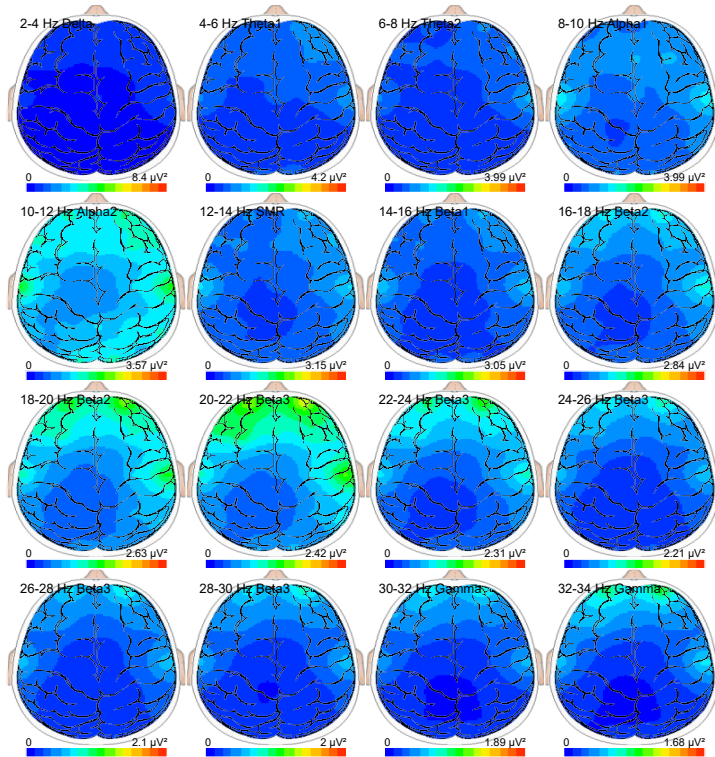 2-4 Hz Delta 4-6 Hz Theta1 6-8 Hz Theta2 8-10 Hz Alpha1
0 8.4 µV² 0 4.2 µV² 0 3.99 µV² 0 3.99 µV²
10-12 Hz Alpha2 12-14 Hz SMR 14-16 Hz Beta1 16-18 Hz Beta2
0 3.57 µV² 0 3.15 µV² 0 3.05 µV² 0 2.84 µV²
18-20 Hz Beta2 20-22 Hz Beta3 22-24 Hz Beta3 24-26 Hz Beta3
0 2.63 µV² 0 2.42 µV² 0 2.31 µV² 0 2.21 µV²
26-28 Hz Beta3 28-30 Hz Beta3 30-32 Hz Gamma 32-34 Hz Gamma
0 2.1 µV² 0 2 µV² 0 1.89 µV² 0 1.68 µV²